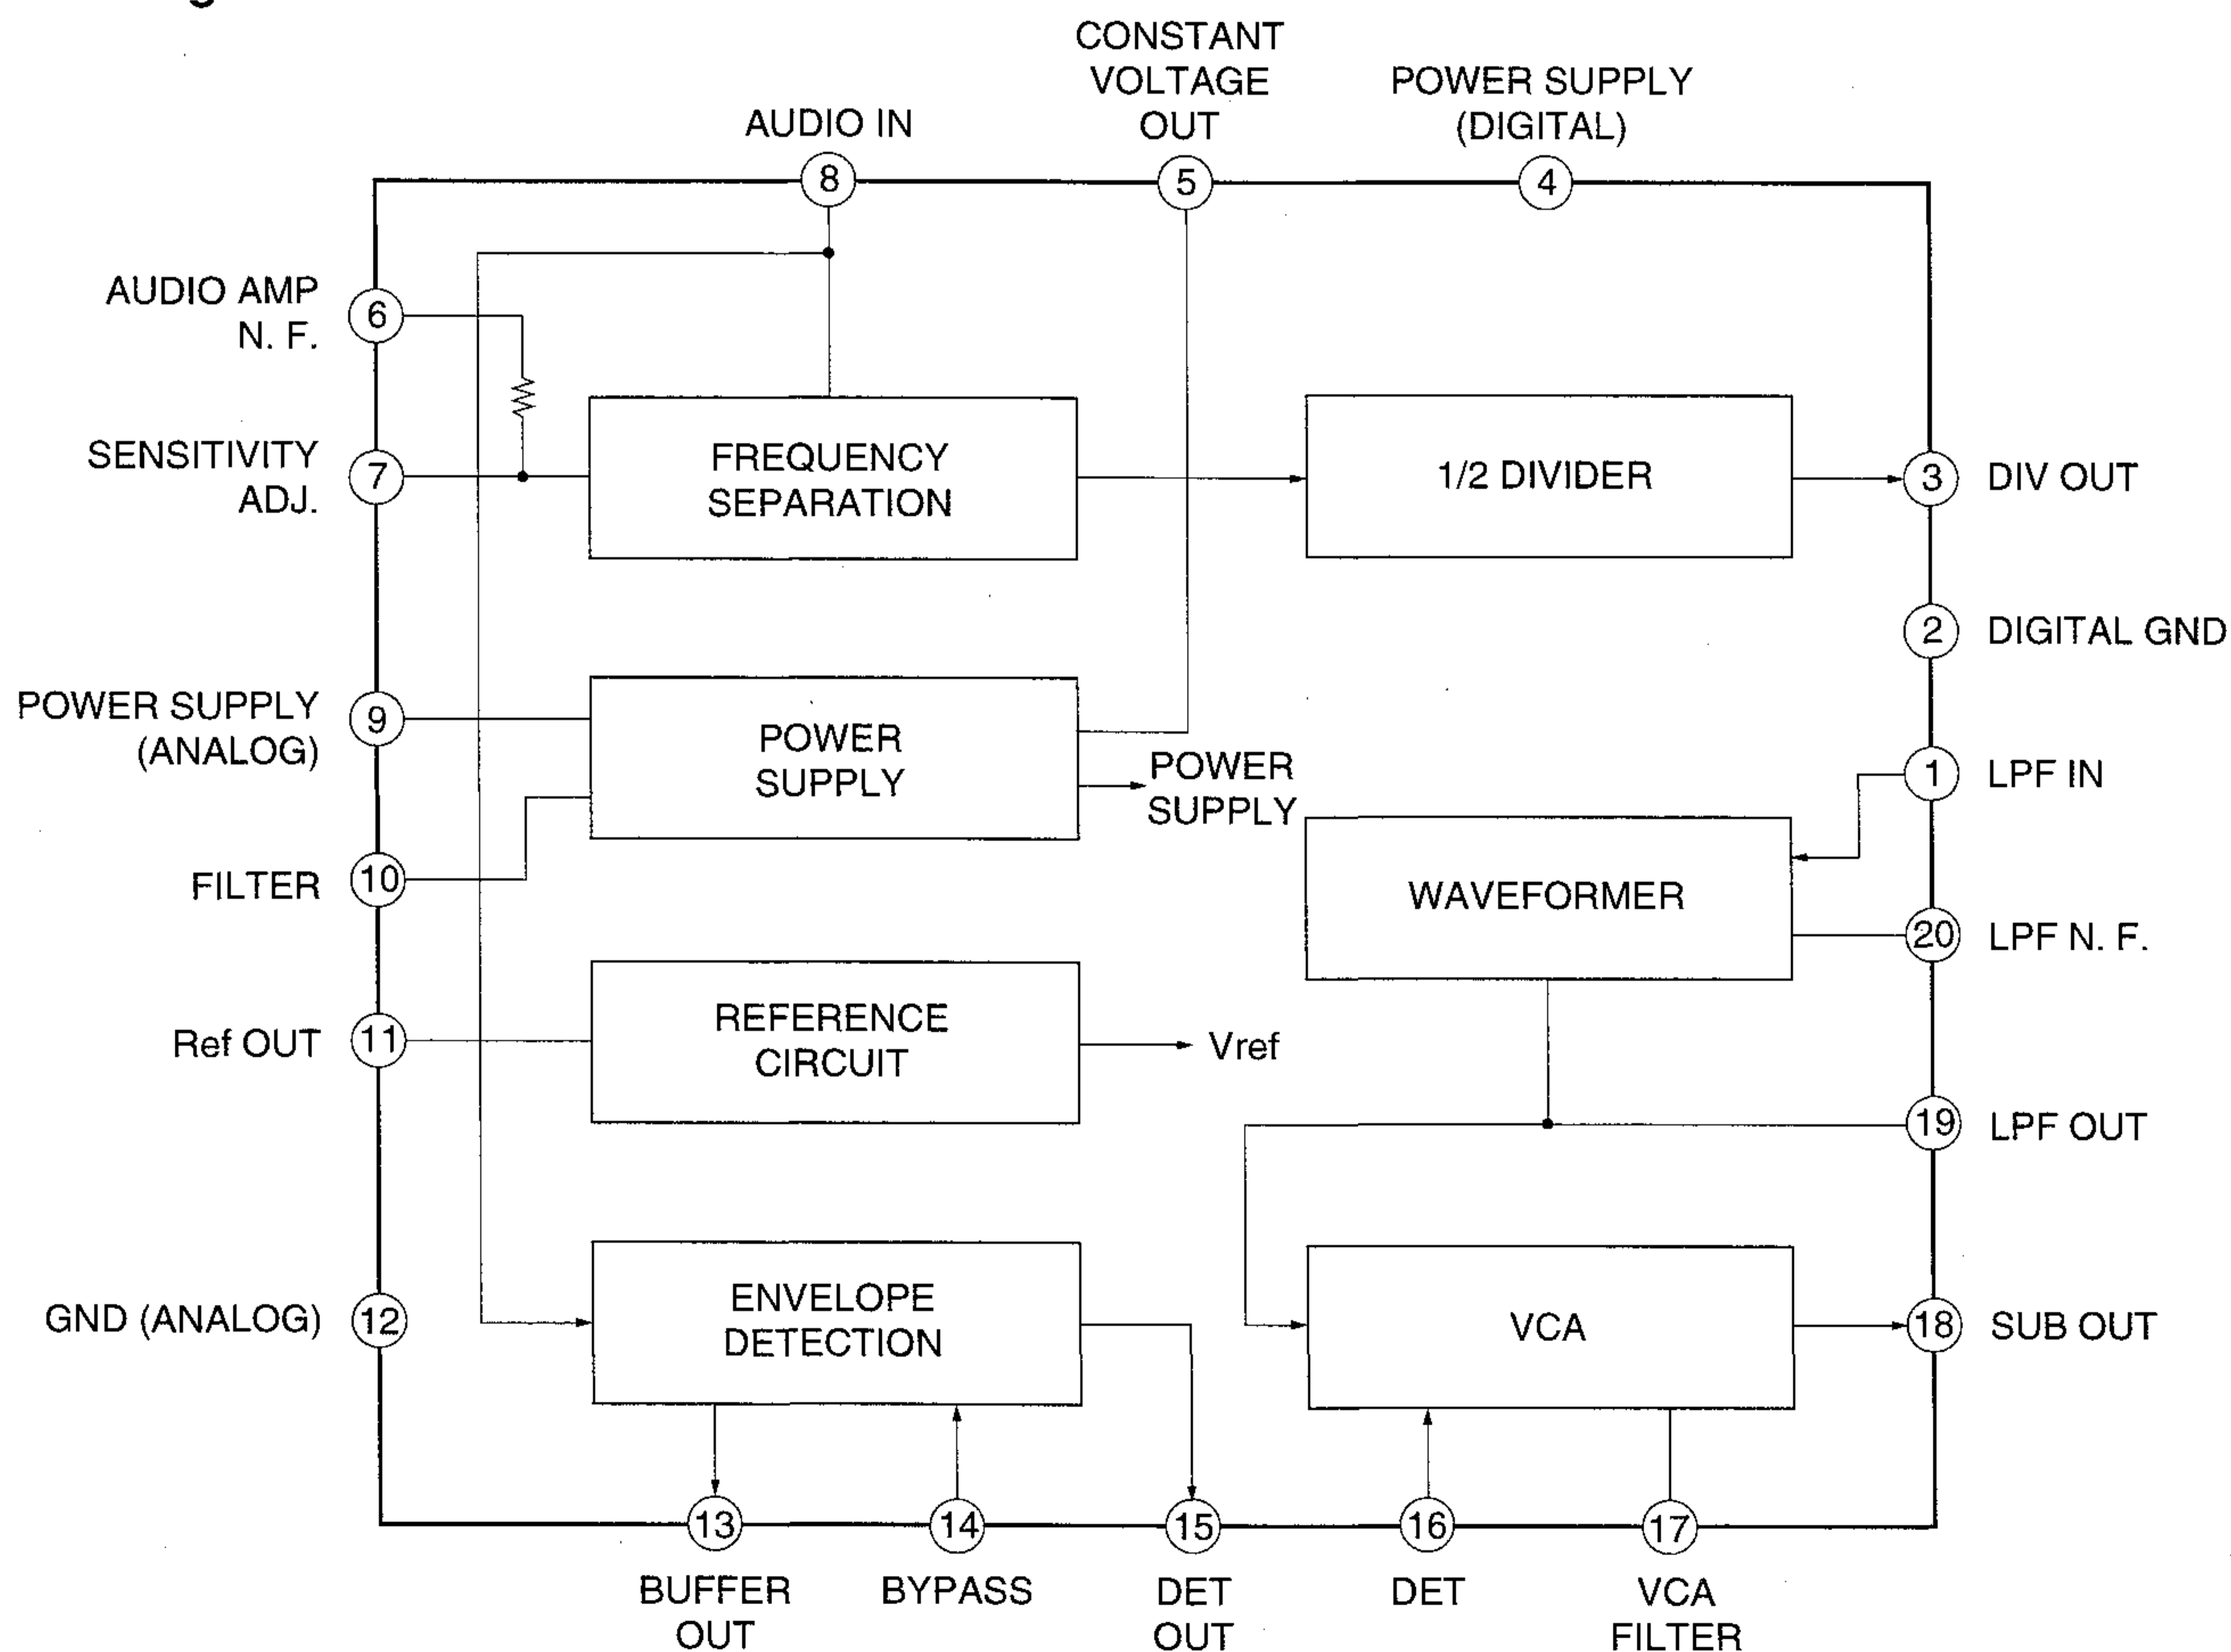 CONSTANT
VOLTAGE
OUT
POWER SUPPLY
(DIGITAL)
AUDIO IN
8
5
4
AUDIO AMP
N. F.
6
SENSITIVITY
ADJ.
7
FREQUENCY
SEPARATION
1/2 DIVIDER
3
DIV OUT
2
DIGITAL GND
POWER SUPPLY
(ANALOG)
9
POWER
SUPPLY
POWER
SUPPLY
1
LPF IN
FILTER
10
WAVEFORMER
20
LPF N. F.
Ref OUT
11
REFERENCE
CIRCUIT
Vref
19
LPF OUT
GND (ANALOG)
12
ENVELOPE
DETECTION
VCA
18
SUB OUT
13
14
15
16
17
BUFFER
OUT
BYPASS
DET
OUT
DET
VCA
FILTER